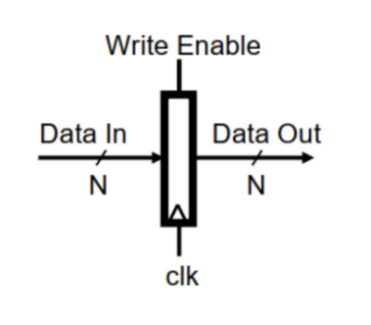 Write Enable
Data In
Data Out
N
N
clk